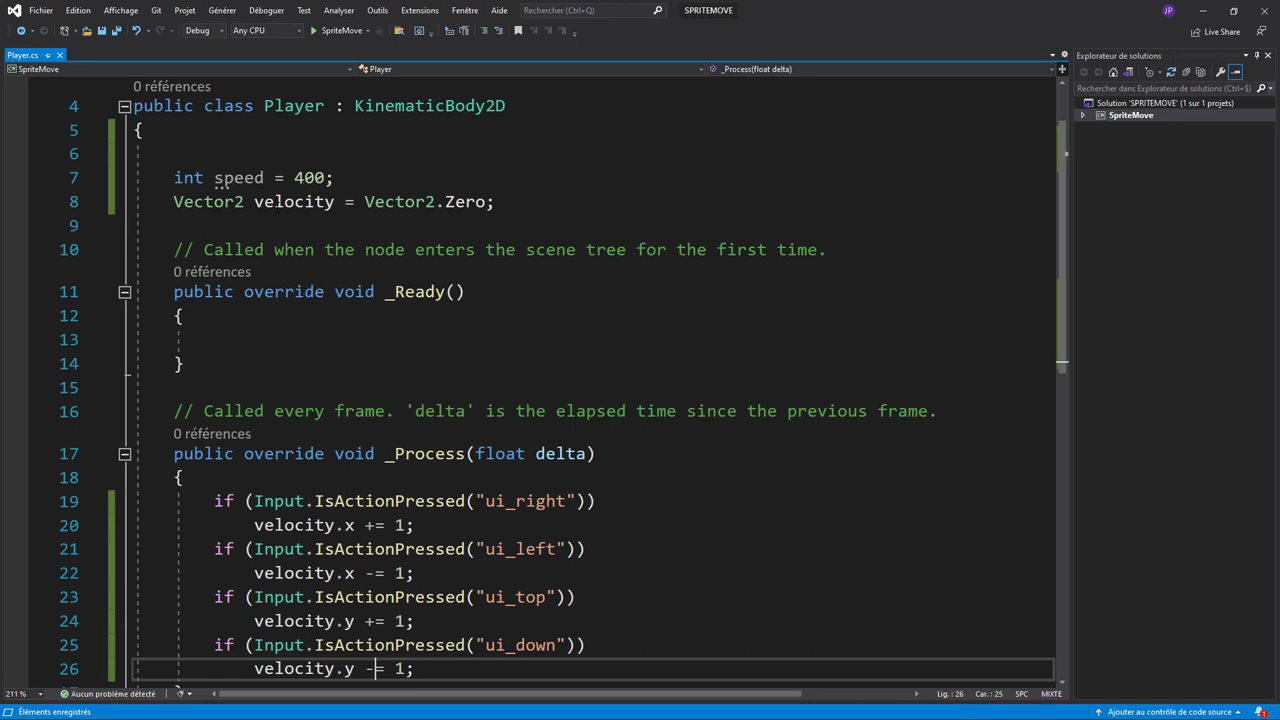 Fichier Edition Affichage Git Projet Générer Déboguer Test Analyser Outils Extensions Fenêtre Aide Rechercher (Ctrl+Q) SPRITEMOVE JP
Debug Any CPU SpriteMove Live Share
Player.cs Explorateur de solutions
SpriteMove Player _Process(float delta)
Rechercher dans Explorateur de solutions
Solution 'SPRITEMOVE' (1 sur 1 projets)
SpriteMove
0 références
4 public class Player : KinematicBody2D
5 {
6
7 int speed = 400;
8 Vector2 velocity = Vector2.Zero;
9
10 // Called when the node enters the scene tree for the first time.
0 références
11 public override void _Ready()
12 {
13
14 }
15
16 // Called every frame. 'delta' is the elapsed time since the previous frame.
0 références
17 public override void _Process(float delta)
18 {
19 if (Input.IsActionPressed("ui_right"))
20 velocity.x += 1;
21 if (Input.IsActionPressed("ui_left"))
22 velocity.x -= 1;
23 if (Input.IsActionPressed("ui_top"))
24 velocity.y += 1;
25 if (Input.IsActionPressed("ui_down"))
26 velocity.y -= 1;
211 % Aucun problème détecté Lig : 26 Car : 25 SPC MIXTE
Éléments enregistrés Ajouter au contrôle de code source 1